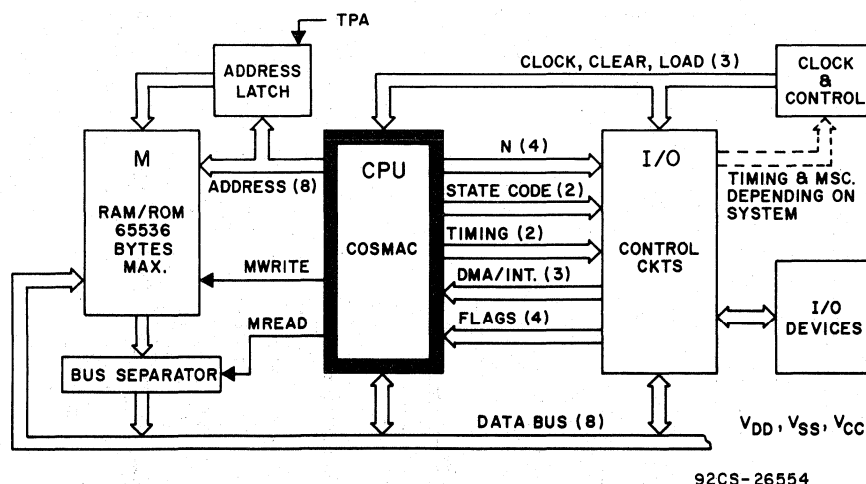 TPA
ADDRESS
LATCH
CLOCK, CLEAR, LOAD (3)
CLOCK
&
CONTROL
M
RAM/ROM
65536
BYTES
MAX.
ADDRESS (8)
CPU
COSMAC
N (4)
STATE CODE (2)
TIMING (2)
DMA/INT. (3)
FLAGS (4)
I/O
CONTROL
CKTS
TIMING & MSC.
DEPENDING ON
SYSTEM
MWRITE
MREAD
I/O
DEVICES
BUS SEPARATOR
DATA BUS (8)
VDD, VSS, VCC
92CS-26554